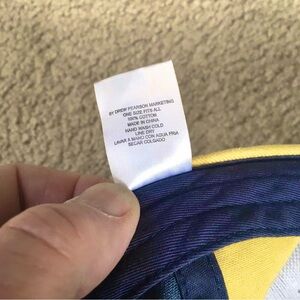 BY DREW PEARSON MARKETING
ONE SIZE FITS ALL
100% COTTON
MADE IN CHINA
HAND WASH COLD
LINE DRY
LAVAR A MANO CON AGUA FRIA
SECAR COLGADO